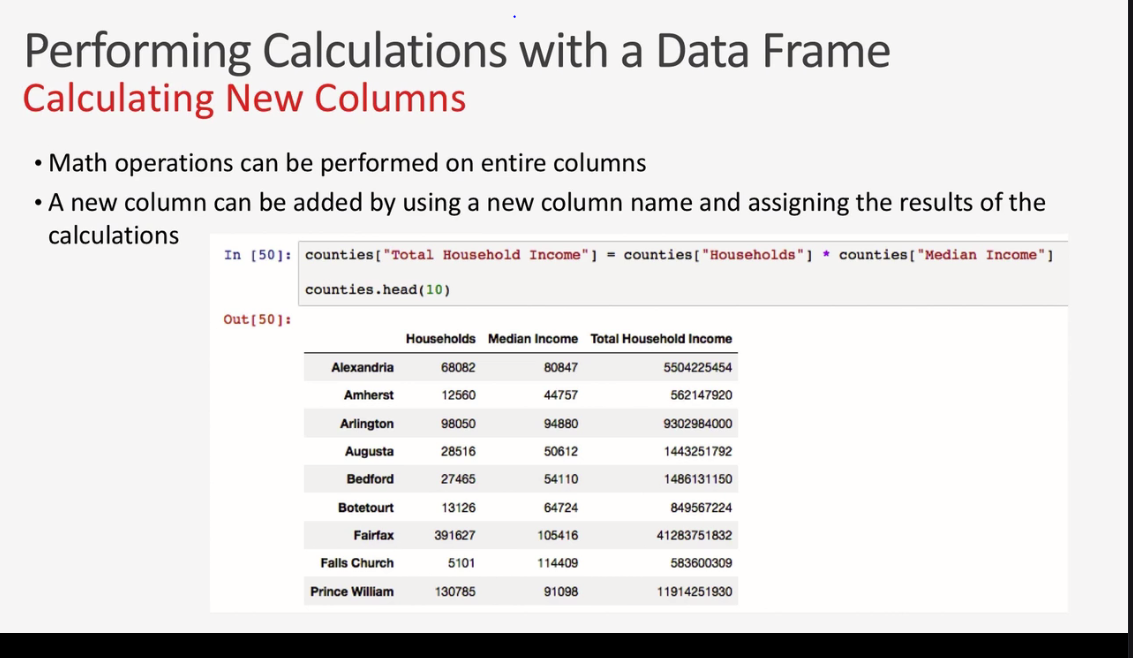 Performing Calculations with a Data Frame
Calculating New Columns
• Math operations can be performed on entire columns
• A new column can be added by using a new column name and assigning the results of the
calculations
In [50]: counties["Total Household Income"] = counties["Households"] * counties["Median Income"]
counties.head(10)
Out[50]:
Households Median Income Total Household Income
Alexandria 68082 80847 5504225454
Amherst 12560 44757 562147920
Arlington 98050 94880 9302984000
Augusta 28516 50612 1443251792
Bedford 27465 54110 1486131150
Botetourt 13126 64724 849567224
Fairfax 391627 105416 41283751832
Falls Church 5101 114409 583600309
Prince William 130785 91098 11914251930